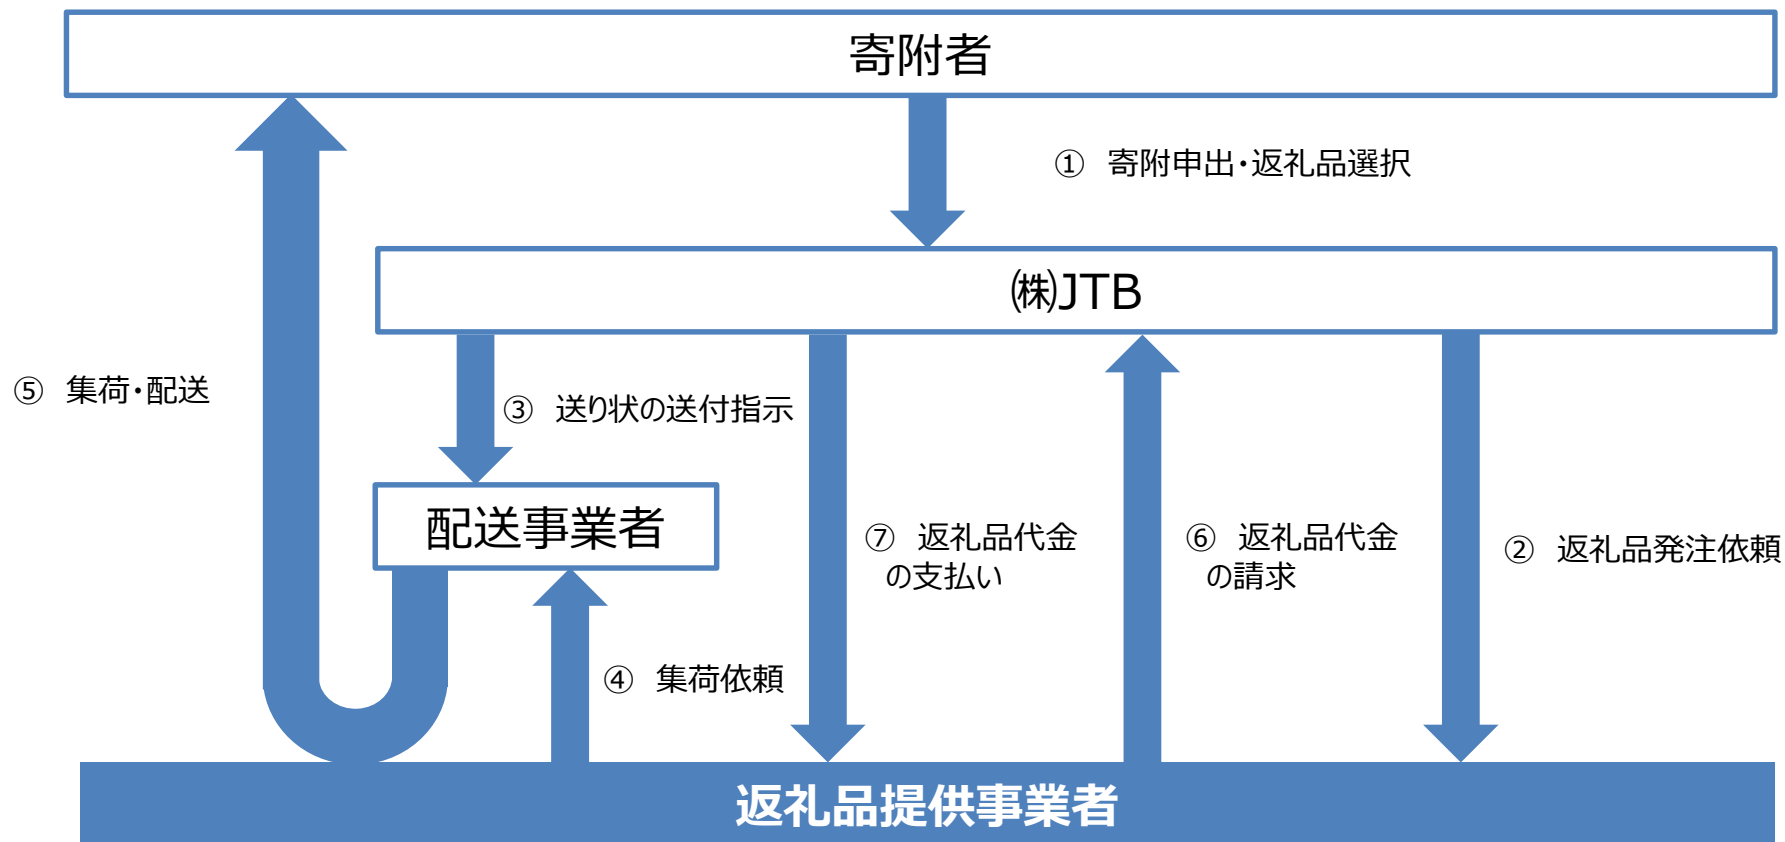 寄附者
① 寄附申出・返礼品選択
㈱JTB
⑤ 集荷・配送
③ 送り状の送付指示
配送事業者
⑦ 返礼品代金
の支払い
⑥ 返礼品代金
の請求
② 返礼品発注依頼
④ 集荷依頼
返礼品提供事業者